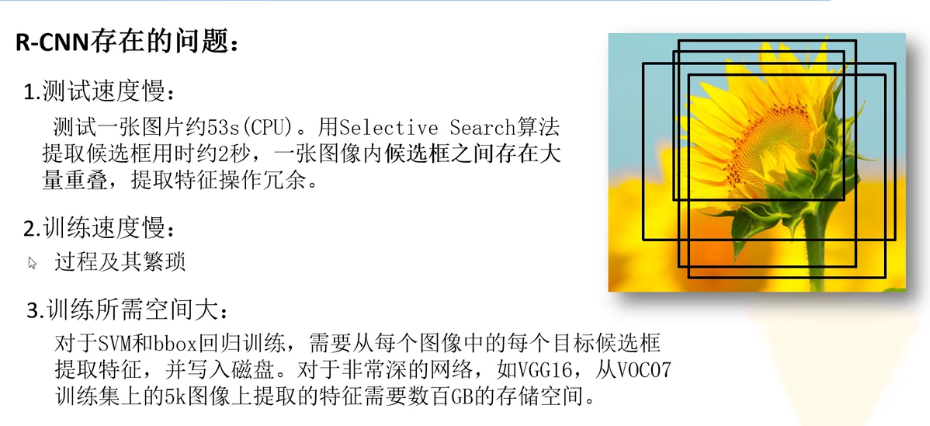 R-CNN存在的问题：
1.测试速度慢：
测试一张图片约53s(CPU)。用Selective Search算法
提取候选框用时约2秒，一张图像内候选框之间存在大
量重叠，提取特征操作冗余。
2.训练速度慢：
过程及其繁琐
3.训练所需空间大：
对于SVM和bbox回归训练，需要从每个图像中的每个目标候选框
提取特征，并写入磁盘。对于非常深的网络，如VGG16，从VOC07
训练集上的5k图像上提取的特征需要数百GB的存储空间。